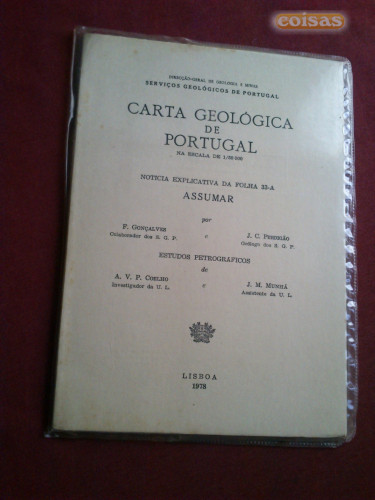 coisas
DIRECÇÃO-GERAL DE GEOLOGIA E MINAS
SERVIÇOS GEOLÓGICOS DE PORTUGAL
CARTA GEOLÓGICA
DE
PORTUGAL
NA ESCALA DE 1/50 000
NOTÍCIA EXPLICATIVA DA FOLHA 33-A
ASSUMAR
por
F. GONÇALVES e J. C. PERDIGÃO
Colaborador dos S. G. P. Geólogo dos S. G. P.
ESTUDOS PETROGRÁFICOS
de
A. V. P. COELHO e J. M. MUNHÁ
Investigador da U. L. Assistente da U. L.
LISBOA
1978